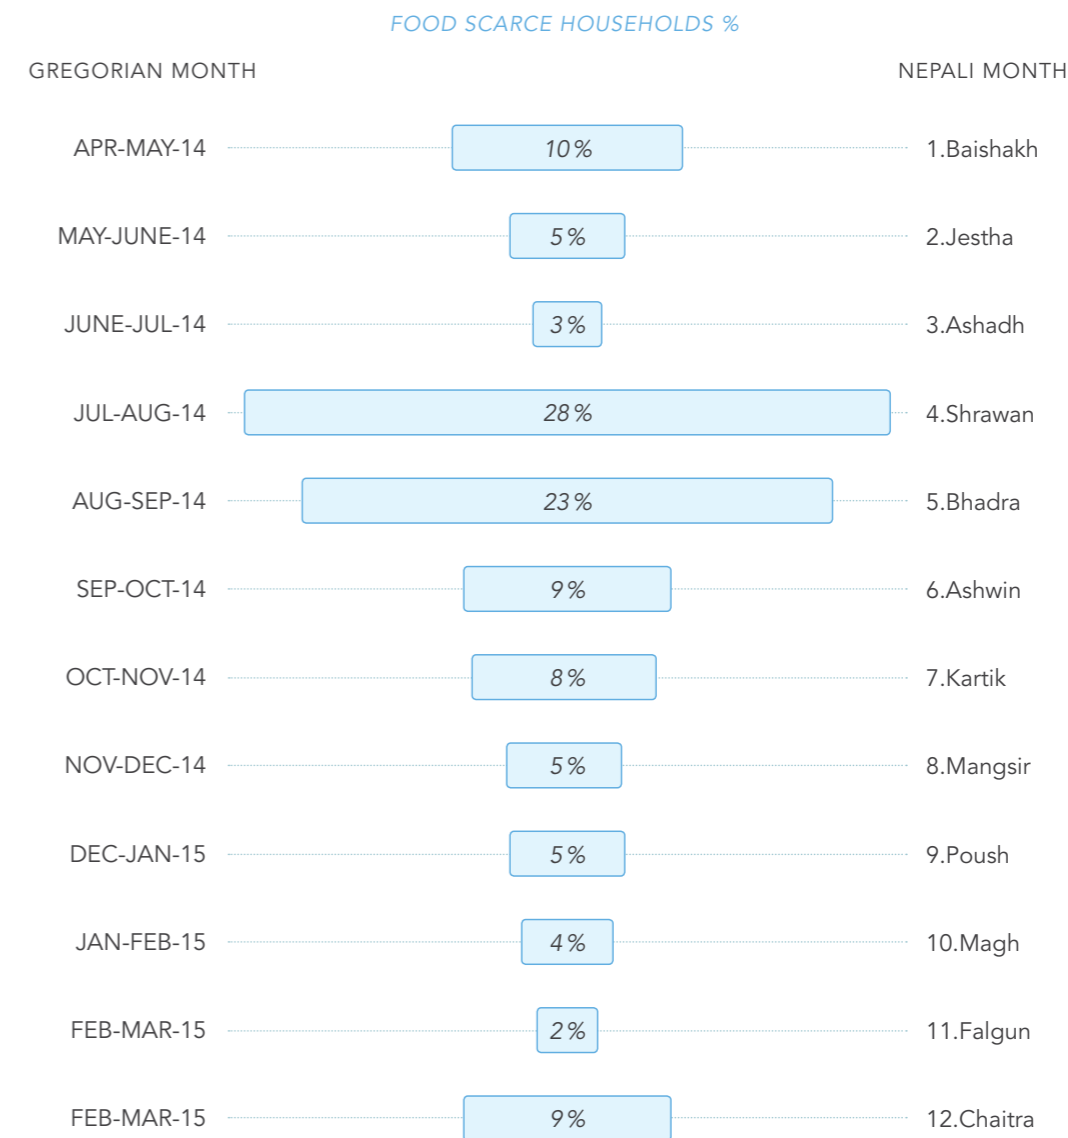 FOOD SCARCE HOUSEHOLDS %
GREGORIAN MONTH NEPALI MONTH
APR-MAY-14 10% 1.Baishakh
MAY-JUNE-14 5% 2.Jestha
JUNE-JUL-14 3% 3.Ashadh
JUL-AUG-14 28% 4.Shrawan
AUG-SEP-14 23% 5.Bhadra
SEP-OCT-14 9% 6.Ashwin
OCT-NOV-14 8% 7.Kartik
NOV-DEC-14 5% 8.Mangsir
DEC-JAN-15 5% 9.Poush
JAN-FEB-15 4% 10.Magh
FEB-MAR-15 2% 11.Falgun
FEB-MAR-15 9% 12.Chaitra